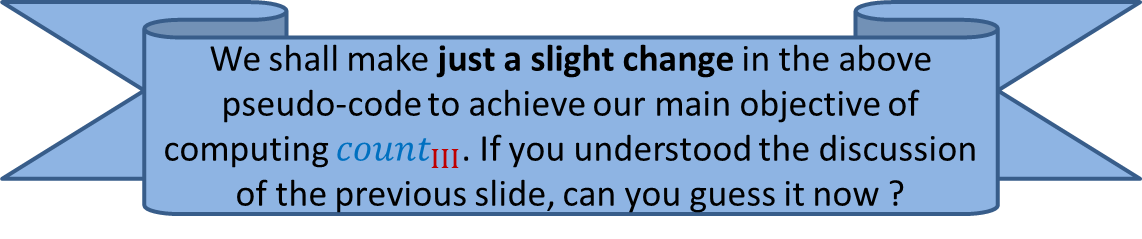 We shall make just a slight change in the above
pseudo-code to achieve our main objective of
computing count_III. If you understood the discussion
of the previous slide, can you guess it now ?